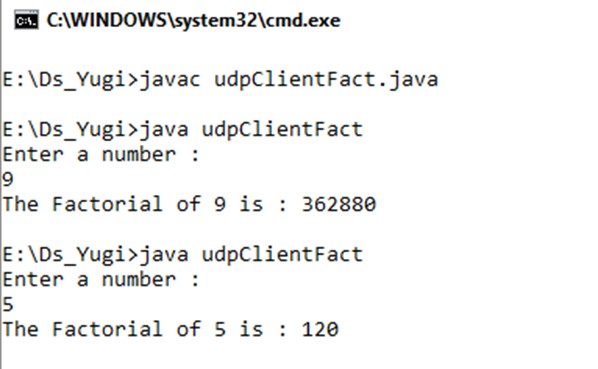 C:\WINDOWS\system32\cmd.exe
E:\Ds_Yugi>javac udpClientFact.java
E:\Ds_Yugi>java udpClientFact
Enter a number :
9
The Factorial of 9 is : 362880
E:\Ds_Yugi>java udpClientFact
Enter a number :
5
The Factorial of 5 is : 120